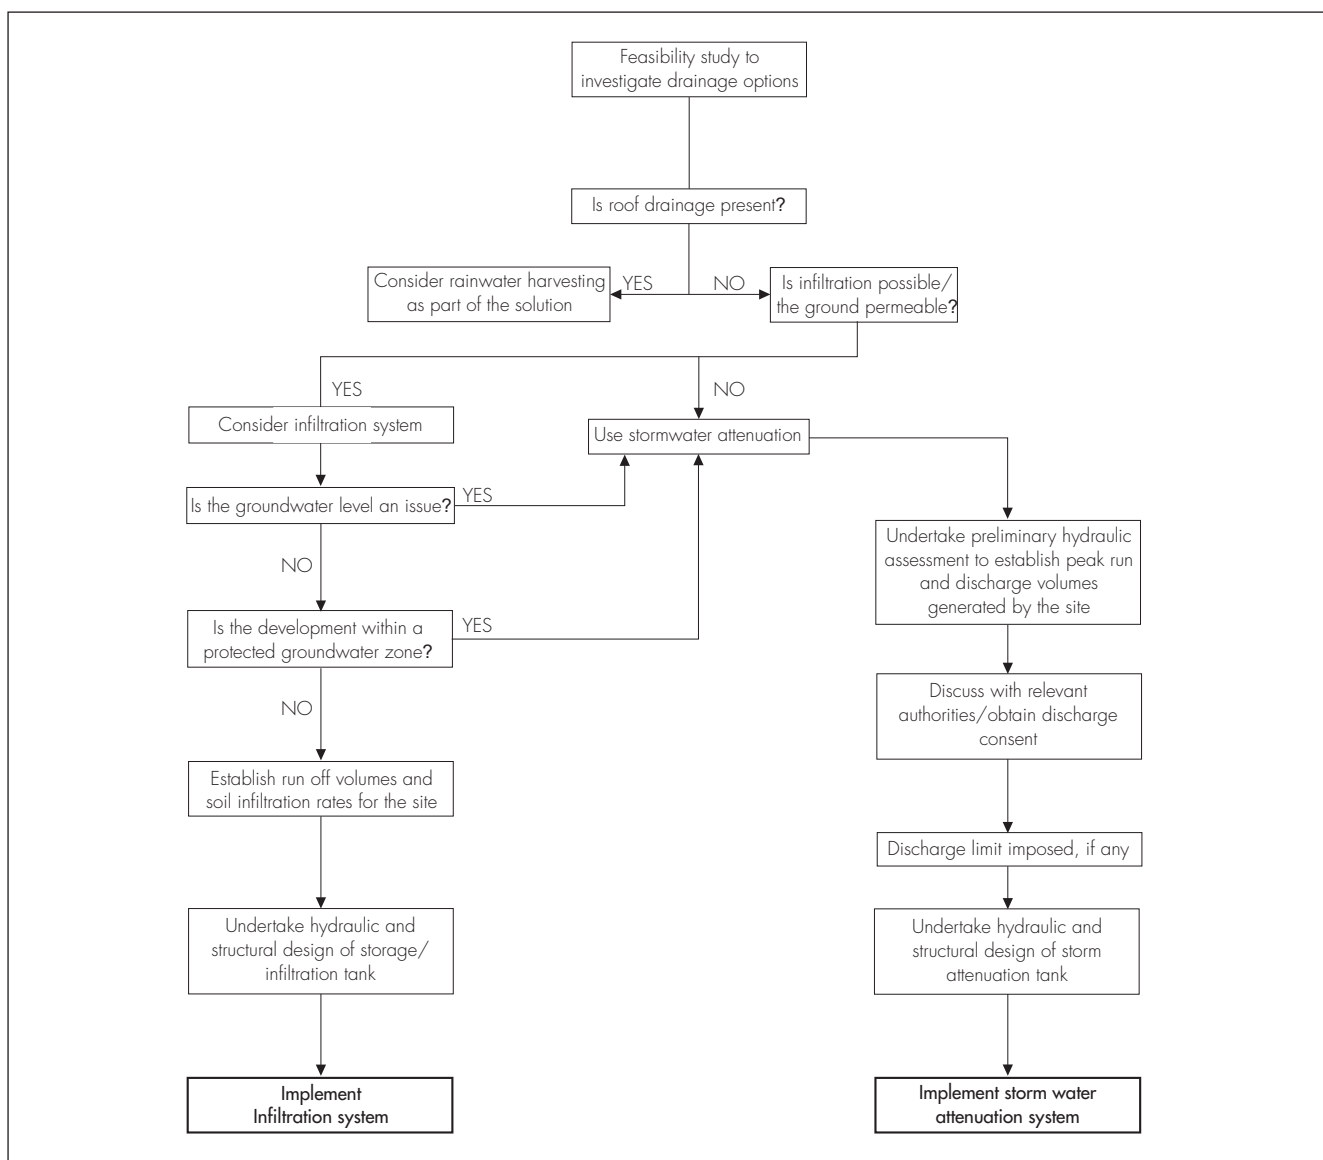 Feasibility study to
investigate drainage options
Is roof drainage present?
Consider rainwater harvesting
as part of the solution
YES
NO
Is infiltration possible/
the ground permeable?
YES
NO
Consider infiltration system
Use stormwater attenuation
Is the groundwater level an issue?
YES
NO
Is the development within a
protected groundwater zone?
YES
NO
Establish run off volumes and
soil infiltration rates for the site
Undertake hydraulic and
structural design of storage/
infiltration tank
Implement
Infiltration system
Undertake preliminary hydraulic
assessment to establish peak run
and discharge volumes
generated by the site
Discuss with relevant
authorities/obtain discharge
consent
Discharge limit imposed, if any
Undertake hydraulic and
structural design of storm
attenuation tank
Implement storm water
attenuation system